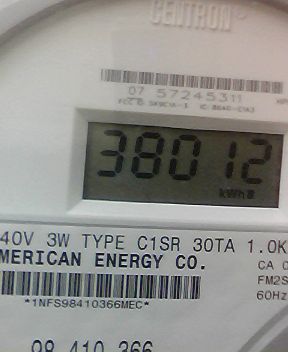 CENTRON
07 57245311
38012
kWh
40V 3W TYPE C1SR 30TA 1.0K
MERICAN ENERGY CO.
CA 0
FM2S
60Hz
*1NFS98410366MEC*
98 410 366